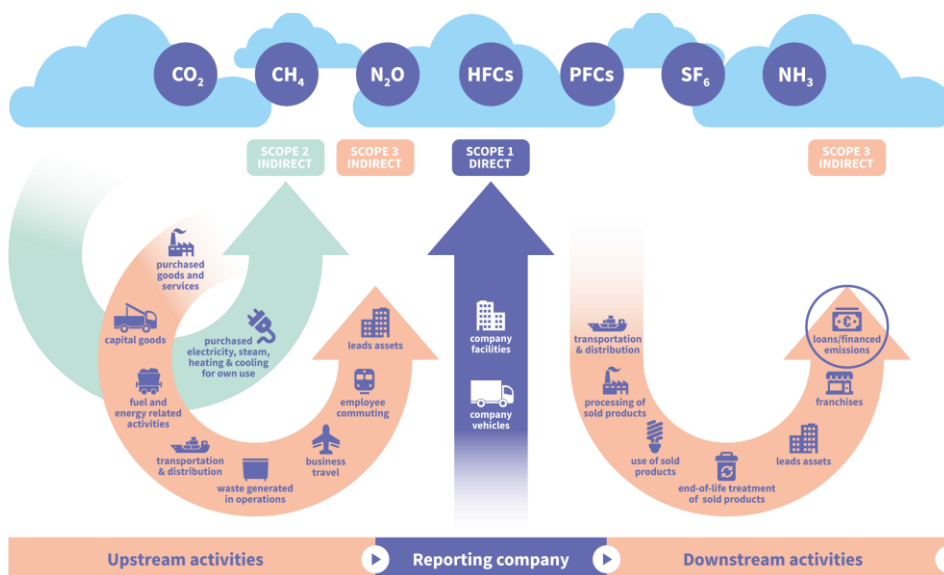 CO2
CH4
N2O
HFCs
PFCs
SF6
NH3
SCOPE 2
INDIRECT
SCOPE 3
INDIRECT
SCOPE 1
DIRECT
SCOPE 3
INDIRECT
purchased
goods and
services
capital goods
fuel and
energy related
activities
transportation
& distribution
waste generated
in operations
business
travel
employee
commuting
leads assets
purchased
electricity, steam,
heating & cooling
for own use
company
facilities
company
vehicles
transportation
& distribution
processing of
sold products
use of sold
products
end-of-life treatment
of sold products
leads assets
franchises
€
loans/financed
emissions
Upstream activities
Reporting company
Downstream activities